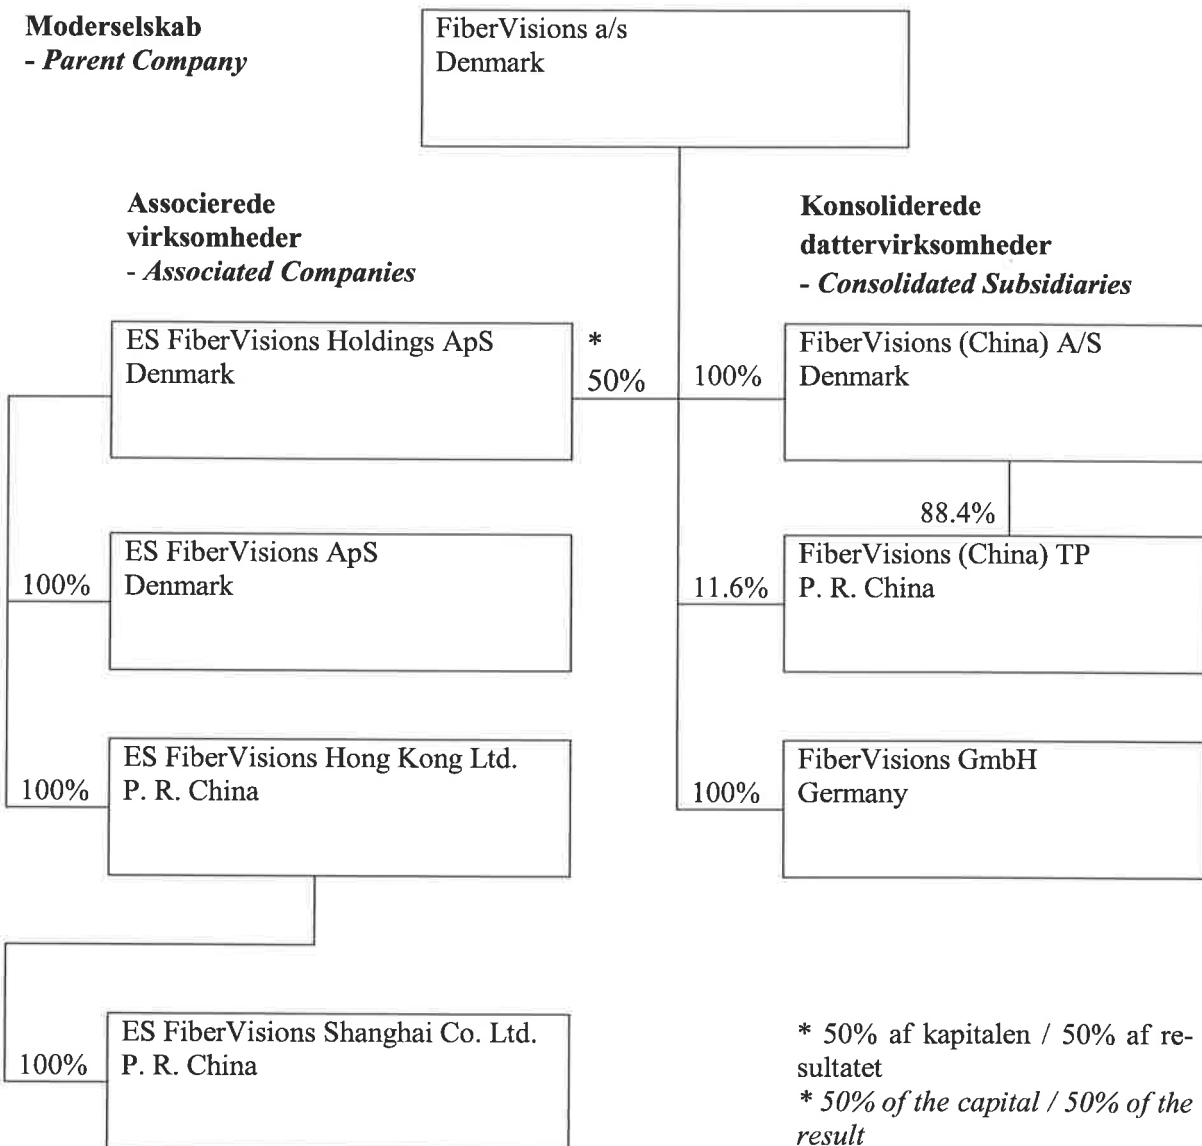 Moderselskab
- Parent Company
FiberVisions a/s
Denmark
Associerede
virksomheder
- Associated Companies
Konsoliderede
dattervirksomheder
- Consolidated Subsidiaries
ES FiberVisions Holdings ApS
Denmark
*
50%
100%
FiberVisions (China) A/S
Denmark
88.4%
100%
ES FiberVisions ApS
Denmark
11.6%
FiberVisions (China) TP
P. R. China
100%
ES FiberVisions Hong Kong Ltd.
P. R. China
100%
FiberVisions GmbH
Germany
100%
ES FiberVisions Shanghai Co. Ltd.
P. R. China
* 50% af kapitalen / 50% af re-
sultatet
* 50% of the capital / 50% of the
result